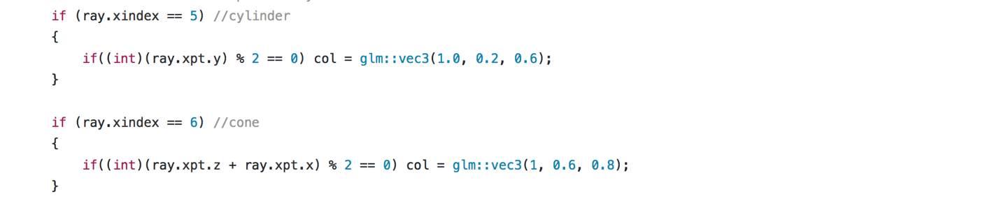 if (ray.xindex == 5) //cylinder
{
if((int)(ray.xpt.y) % 2 == 0) col = glm::vec3(1.0, 0.2, 0.6);
}
if (ray.xindex == 6) //cone
{
if((int)(ray.xpt.z + ray.xpt.x) % 2 == 0) col = glm::vec3(1, 0.6, 0.8);
}